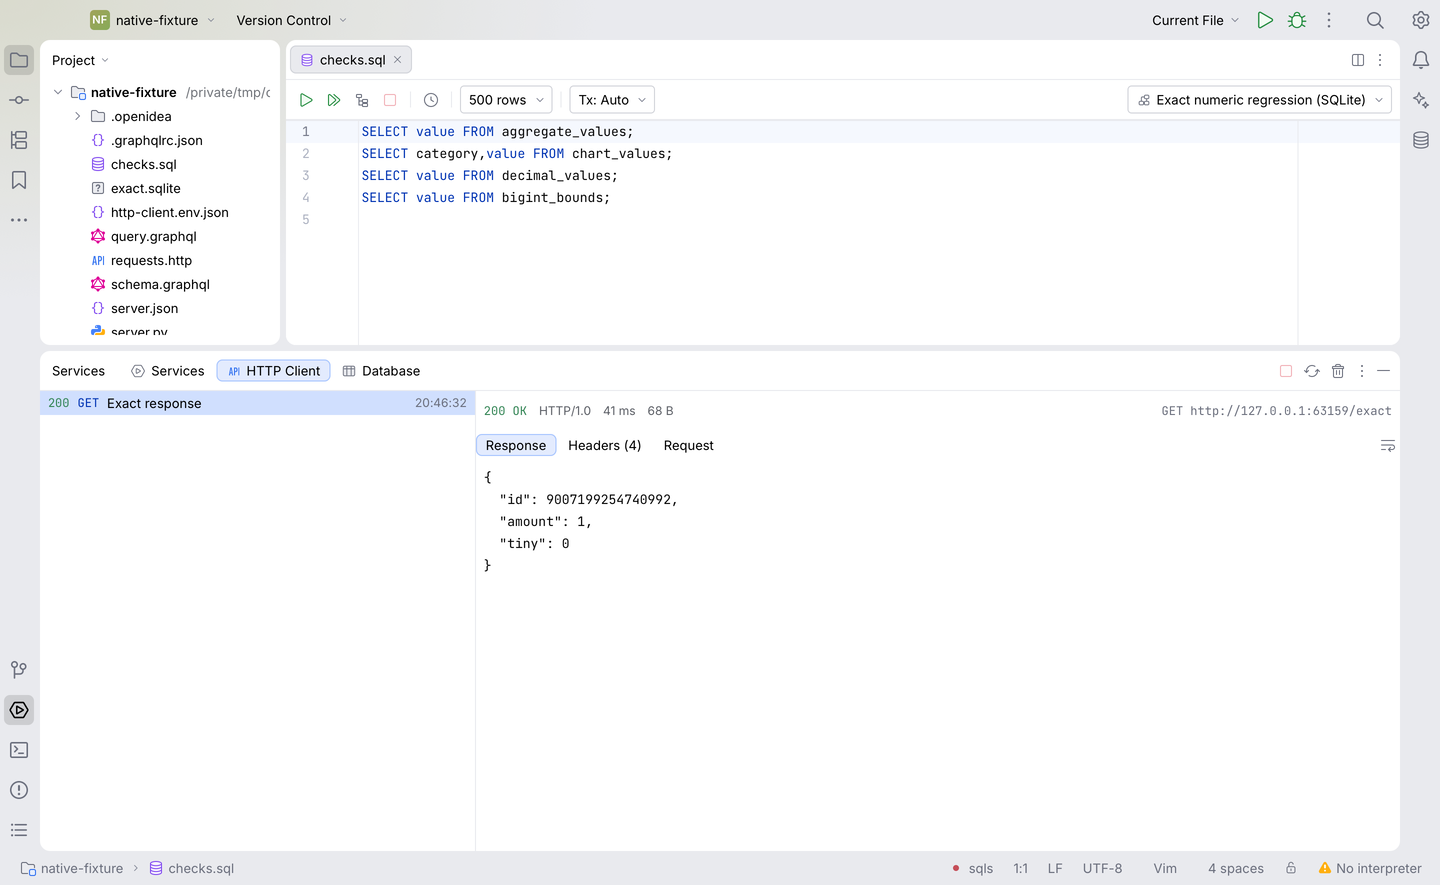 NF native-fixture Version Control Current File
Project
native-fixture /private/tmp/c
.openidea
.graphqlrc.json
checks.sql
exact.sqlite
http-client.env.json
query.graphql
API requests.http
schema.graphql
server.json
server.py
checks.sql
500 rows Tx: Auto Exact numeric regression (SQLite)
1 SELECT value FROM aggregate_values;
2 SELECT category,value FROM chart_values;
3 SELECT value FROM decimal_values;
4 SELECT value FROM bigint_bounds;
5
Services Services API HTTP Client Database
200 GET Exact response 20:46:32
200 OK HTTP/1.0 41 ms 68 B GET http://127.0.0.1:63159/exact
Response Headers (4) Request
{
"id": 9007199254740992,
"amount": 1,
"tiny": 0
}
native-fixture checks.sql sqls 1:1 LF UTF-8 Vim 4 spaces No interpreter